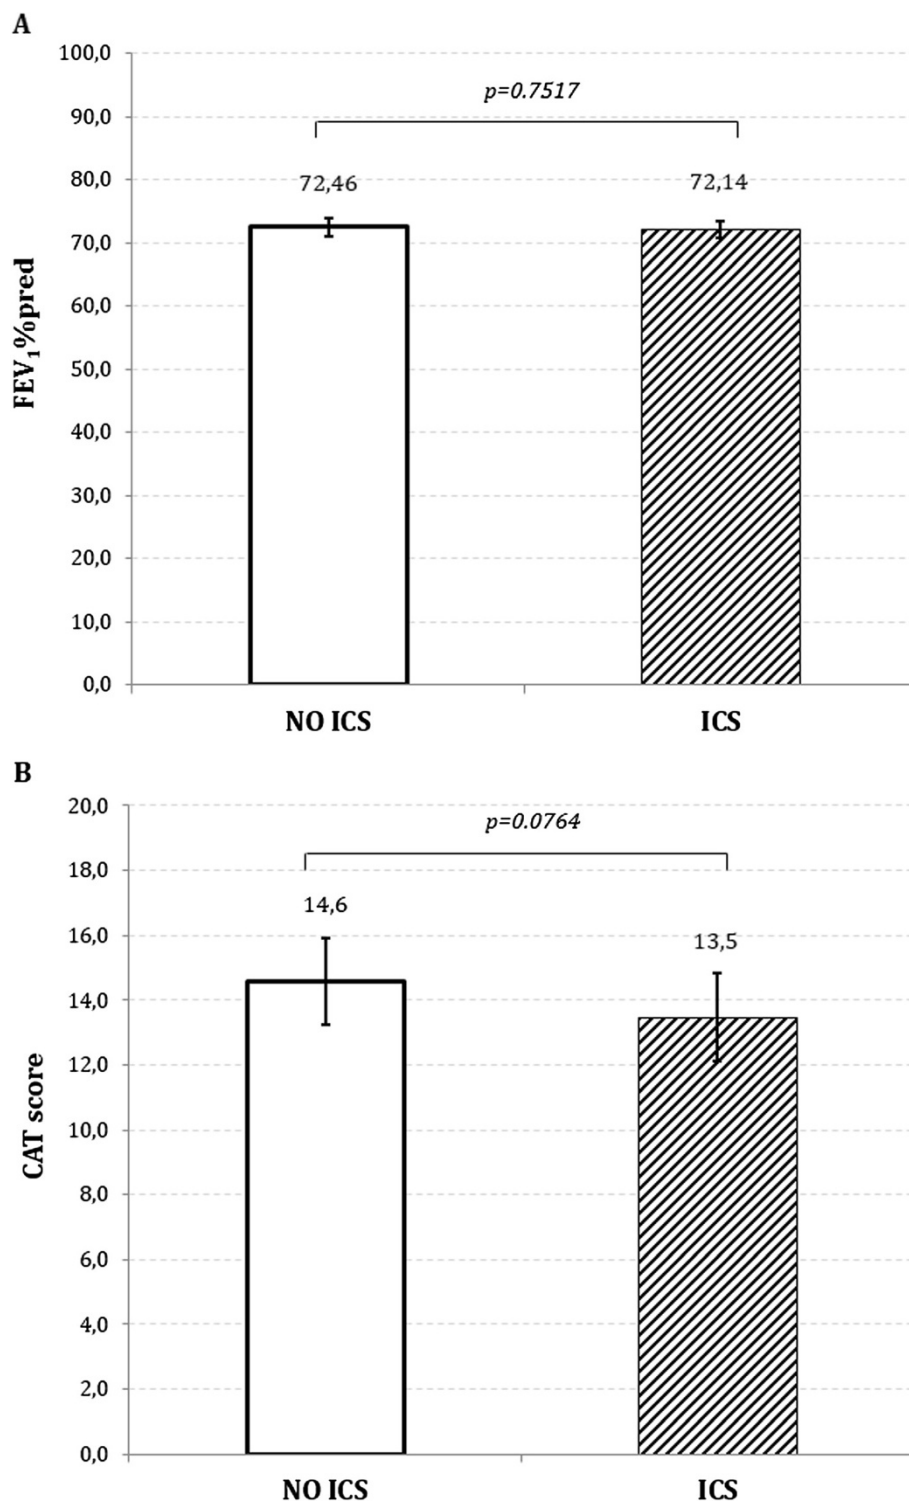 A
100,0
90,0
80,0
70,0
60,0
50,0
40,0
30,0
20,0
10,0
0,0
FEV₁%pred
p=0.7517
72,46
72,14
NO ICS
ICS
B
20,0
18,0
16,0
14,0
12,0
10,0
8,0
6,0
4,0
2,0
0,0
CAT score
p=0.0764
14,6
13,5
NO ICS
ICS